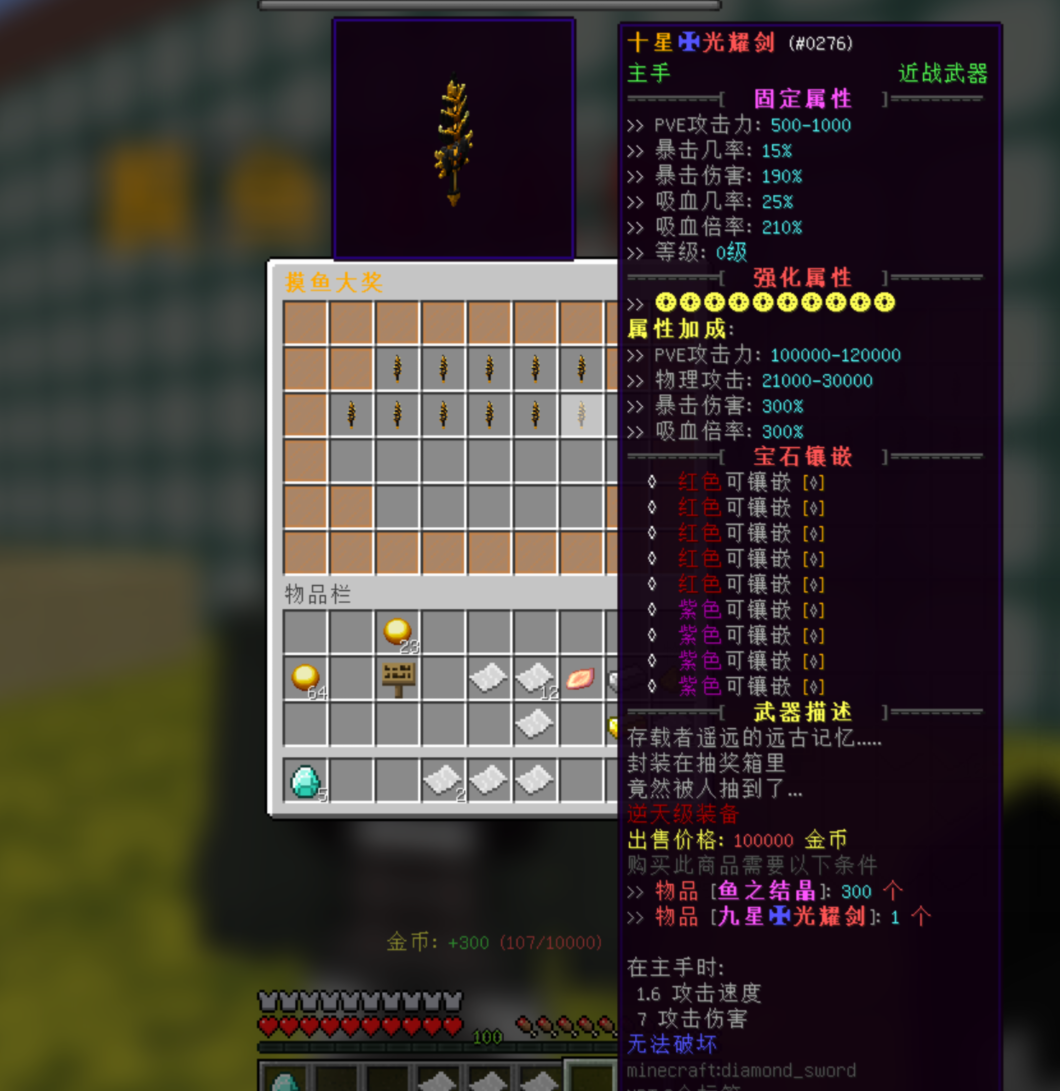 十星✠光耀剑 (#0276)
主手 近战武器
[ 固定属性 ]
>> PVE攻击力: 500-1000
>> 暴击几率: 15%
>> 暴击伤害: 190%
>> 吸血几率: 25%
>> 吸血倍率: 210%
>> 等级: 0级
[ 强化属性 ]
>> ✪✪✪✪✪✪✪✪✪✪
属性加成:
>> PVE攻击力: 100000-120000
>> 物理攻击: 21000-30000
>> 暴击伤害: 300%
>> 吸血倍率: 300%
[ 宝石镶嵌 ]
◊ 红色可镶嵌 [◊]
◊ 红色可镶嵌 [◊]
◊ 红色可镶嵌 [◊]
◊ 红色可镶嵌 [◊]
◊ 红色可镶嵌 [◊]
◊ 紫色可镶嵌 [◊]
◊ 紫色可镶嵌 [◊]
◊ 紫色可镶嵌 [◊]
◊ 紫色可镶嵌 [◊]
[ 武器描述 ]
存载者遥远的远古记忆.....
封装在抽奖箱里
竟然被人抽到了...
逆天级装备
出售价格: 100000 金币
购买此商品需要以下条件
>> 物品 [鱼之结晶]: 300 个
>> 物品 [九星✠光耀剑]: 1 个
在主手时:
1.6 攻击速度
7 攻击伤害
无法破坏
minecraft:diamond_sword
摸鱼大奖
物品栏
23
64
12
5
2
金币: +300 (107/10000)
100